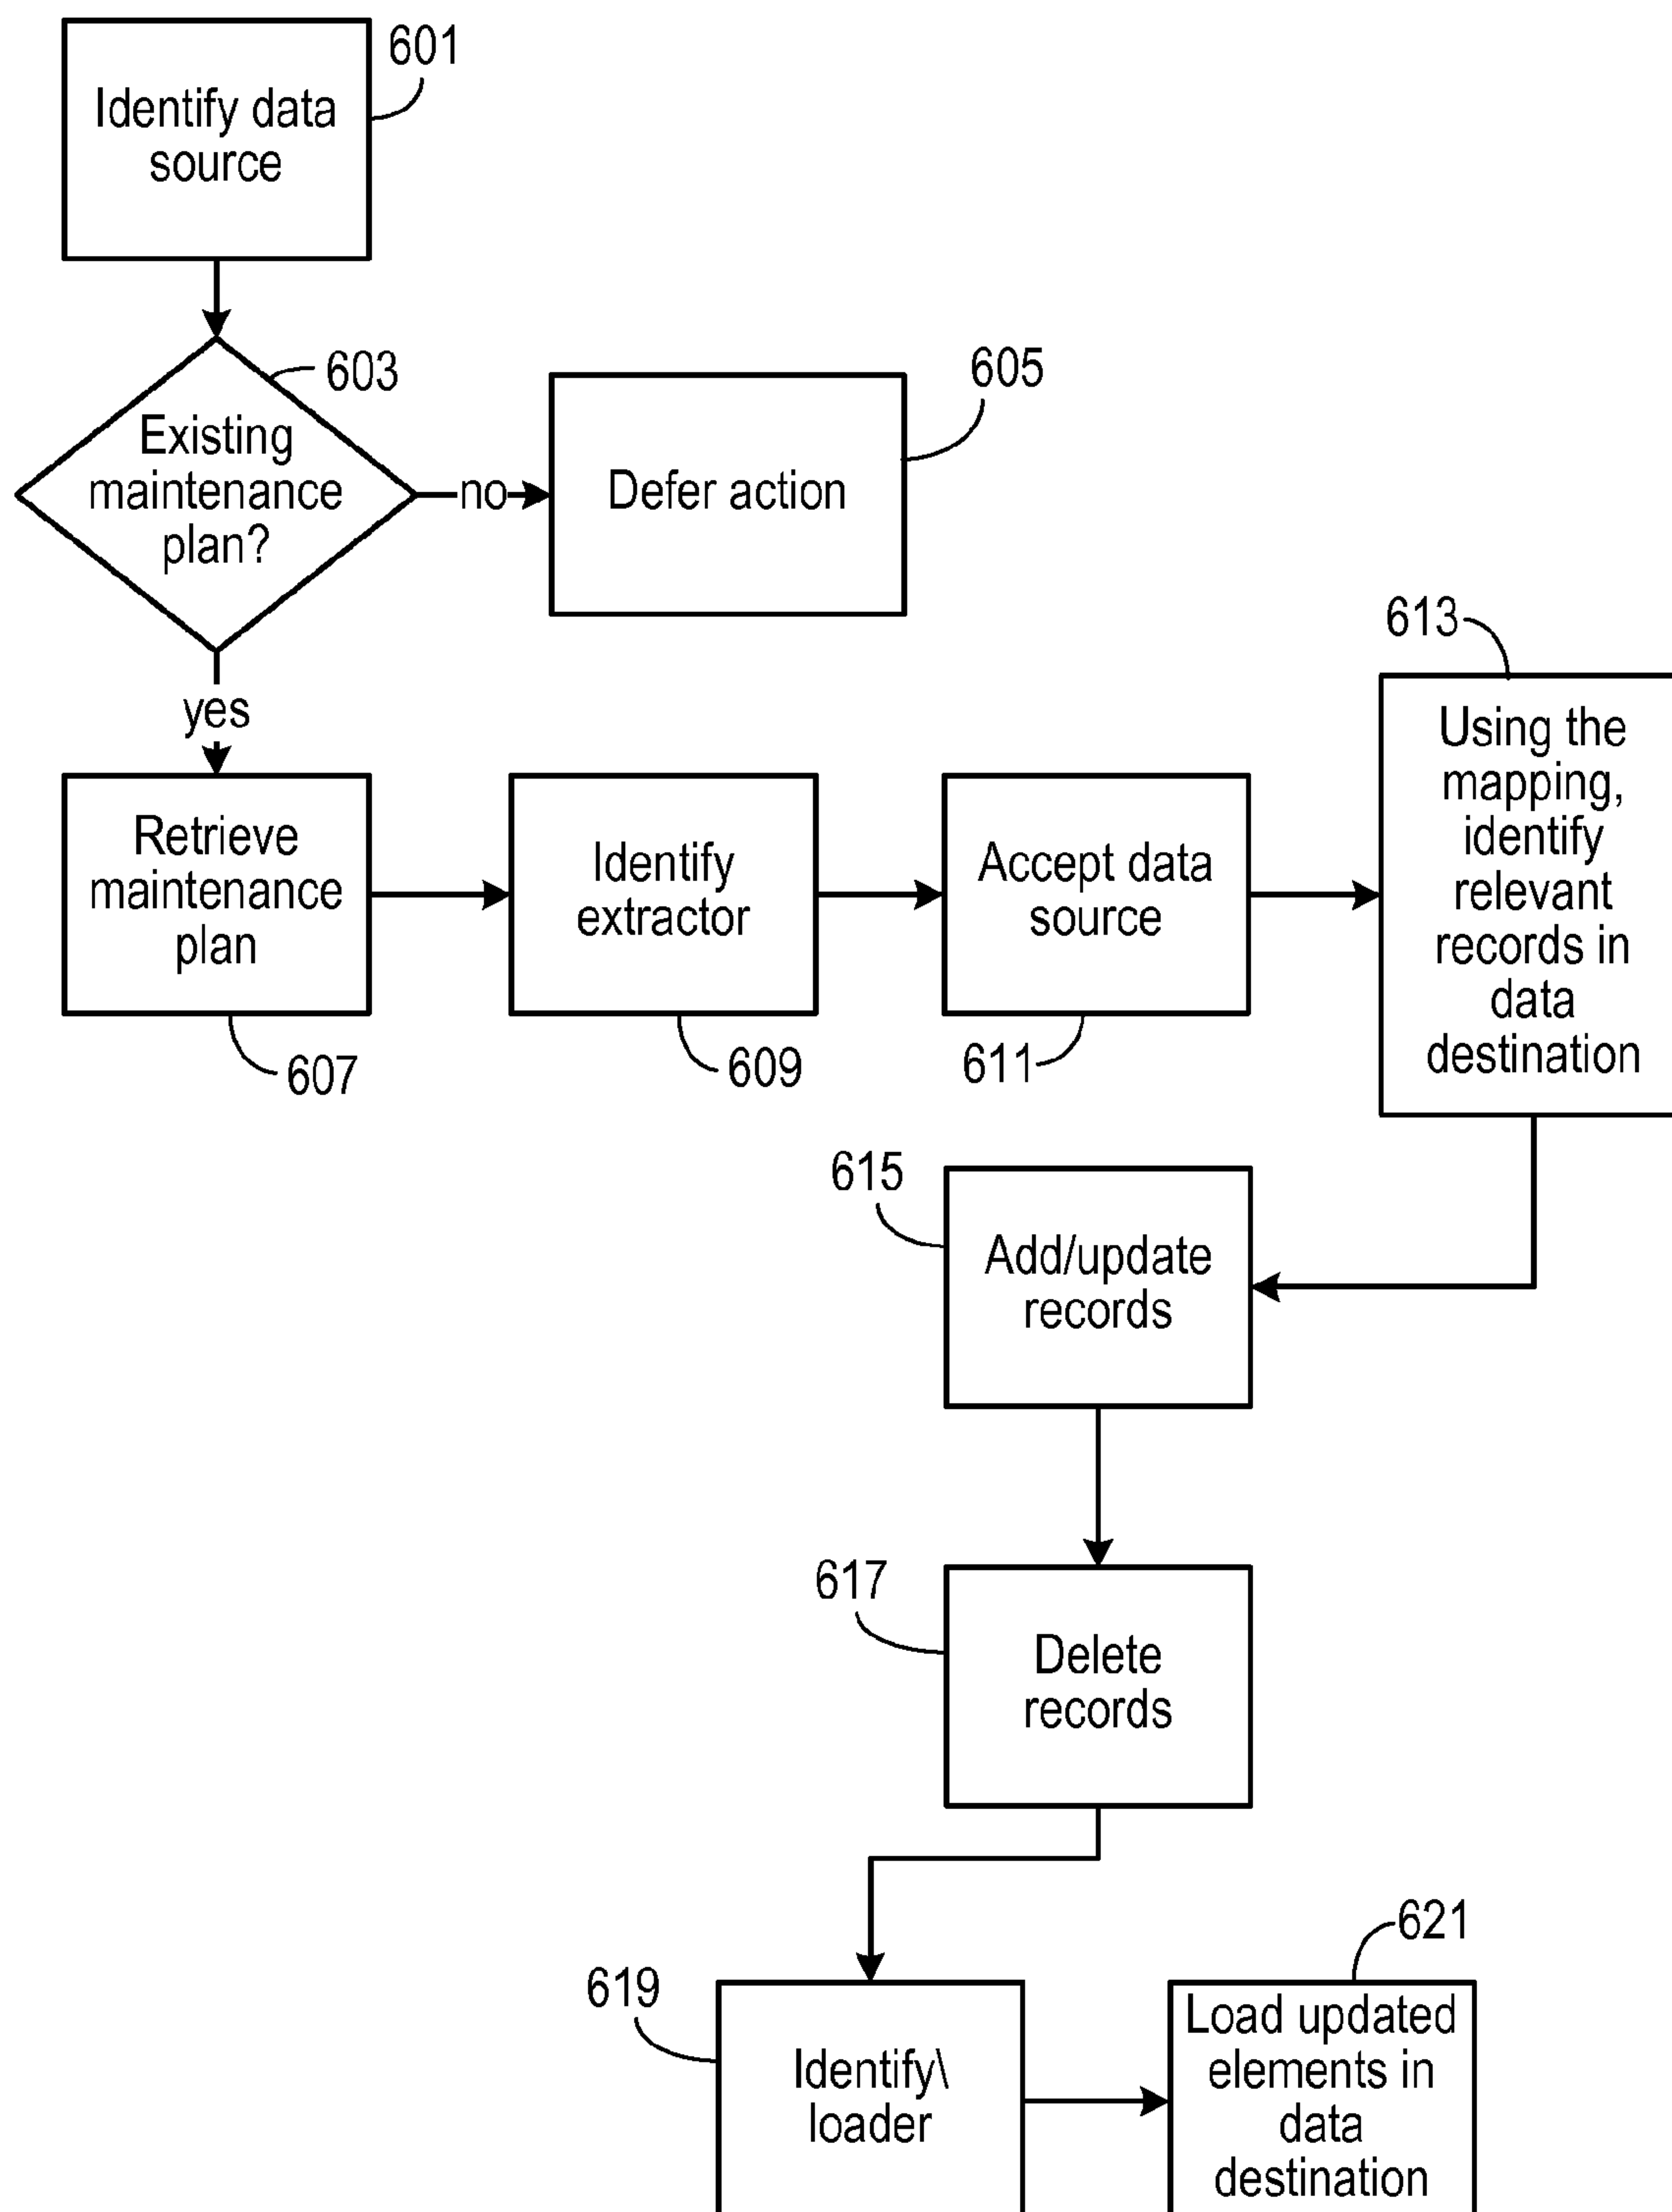 601
Identify data
source
603
Existing
maintenance
plan?
no
605
Defer action
yes
613
Retrieve
maintenance
plan
607
Identify
extractor
609
Accept data
source
611
Using the
mapping,
identify
relevant
records in
data
destination
615
Add/update
records
617
Delete
records
619
Identify\
loader
621
Load updated
elements in
data
destination